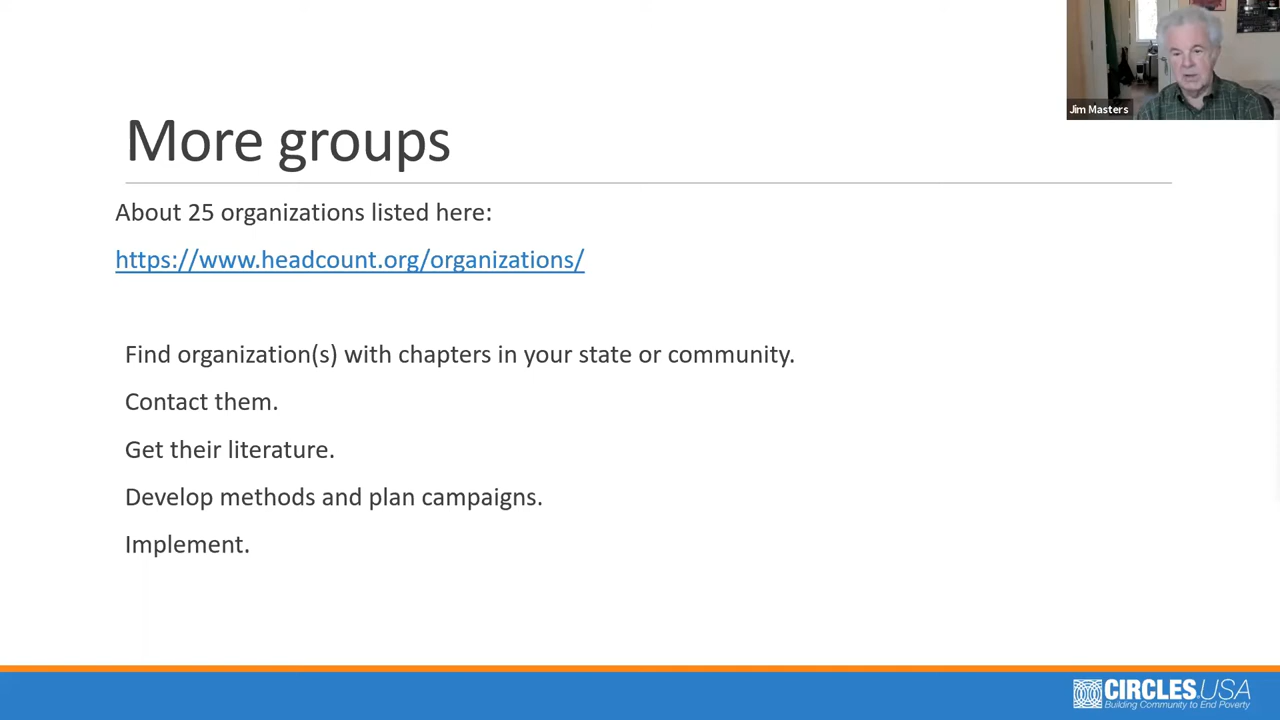 Jim Masters
More groups
About 25 organizations listed here:
https://www.headcount.org/organizations/
Find organization(s) with chapters in your state or community.
Contact them.
Get their literature.
Develop methods and plan campaigns.
Implement.
CIRCLES USA
Building Community to End Poverty